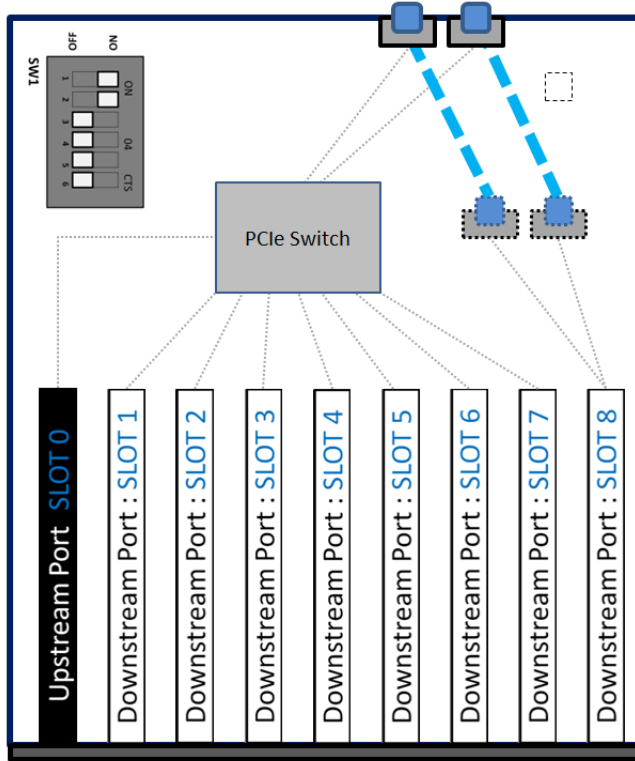 OFF ON
SW1
1 ON
2
3
4 04
5
6 CTS
PCIe Switch
Upstream Port SLOT 0
Downstream Port : SLOT 1
Downstream Port : SLOT 2
Downstream Port : SLOT 3
Downstream Port : SLOT 4
Downstream Port : SLOT 5
Downstream Port : SLOT 6
Downstream Port : SLOT 7
Downstream Port : SLOT 8